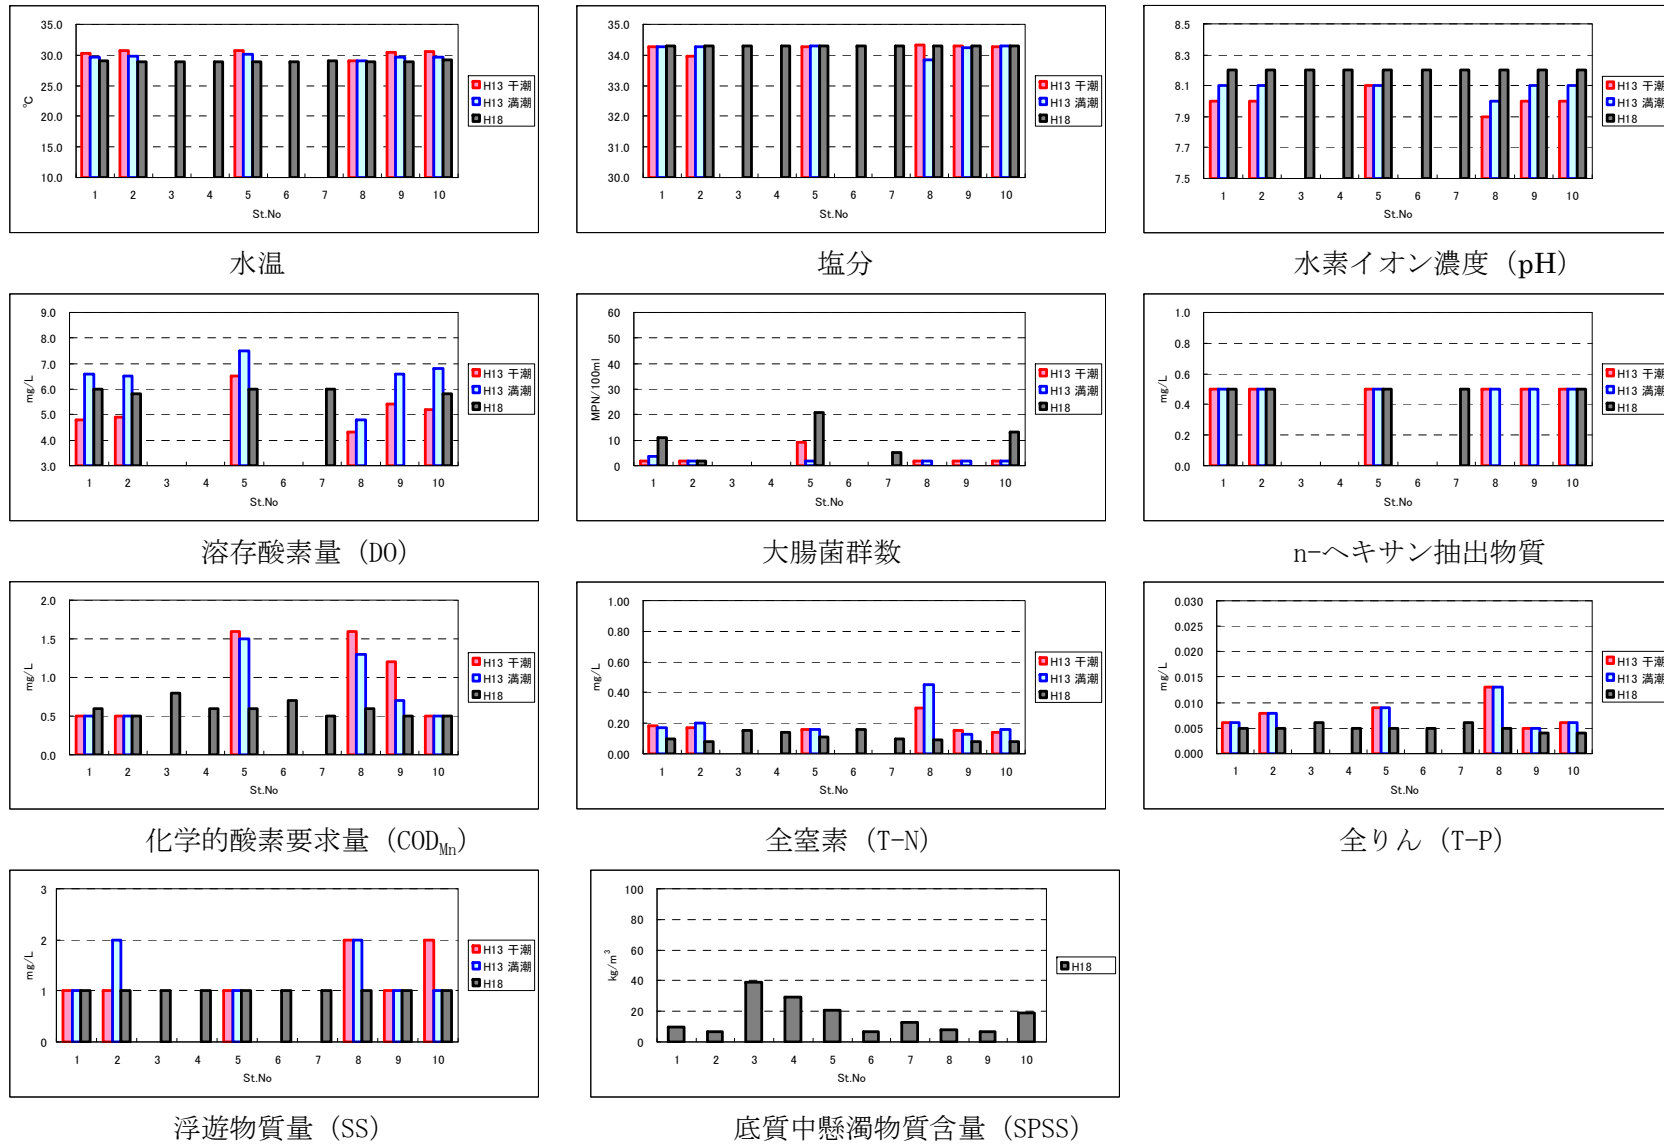 35.0
30.0
25.0
20.0
15.0
10.0
℃
1 2 3 4 5 6 7 8 9 10
St.No
H13 干潮
H13 満潮
H18
水温
35.0
34.0
33.0
32.0
31.0
30.0
1 2 3 4 5 6 7 8 9 10
St.No
H13 干潮
H13 満潮
H18
塩分
8.5
8.3
8.1
7.9
7.7
7.5
1 2 3 4 5 6 7 8 9 10
St.No
H13 干潮
H13 満潮
H18
水素イオン濃度（pH）
9.0
8.0
7.0
6.0
5.0
4.0
3.0
mg/L
1 2 3 4 5 6 7 8 9 10
St.No
H13 干潮
H13 満潮
H18
溶存酸素量（DO）
60
50
40
30
20
10
0
MPN/100ml
1 2 3 4 5 6 7 8 9 10
St.No
H13 干潮
H13 満潮
H18
大腸菌群数
1.0
0.8
0.6
0.4
0.2
0.0
mg/L
1 2 3 4 5 6 7 8 9 10
St.No
H13 干潮
H13 満潮
H18
n-ヘキサン抽出物質
2.0
1.5
1.0
0.5
0.0
mg/L
1 2 3 4 5 6 7 8 9 10
St.No
H13 干潮
H13 満潮
H18
化学的酸素要求量（CODMn）
1.00
0.80
0.60
0.40
0.20
0.00
mg/L
1 2 3 4 5 6 7 8 9 10
St.No
H13 干潮
H13 満潮
H18
全窒素（T-N）
0.030
0.025
0.020
0.015
0.010
0.005
0.000
mg/L
1 2 3 4 5 6 7 8 9 10
St.No
H13 干潮
H13 満潮
H18
全りん（T-P）
3
2
1
0
mg/L
1 2 3 4 5 6 7 8 9 10
St.No
H13 干潮
H13 満潮
H18
浮遊物質量（SS）
100
80
60
40
20
0
kg/m³
1 2 3 4 5 6 7 8 9 10
St.No
H18
底質中懸濁物質含量（SPSS）